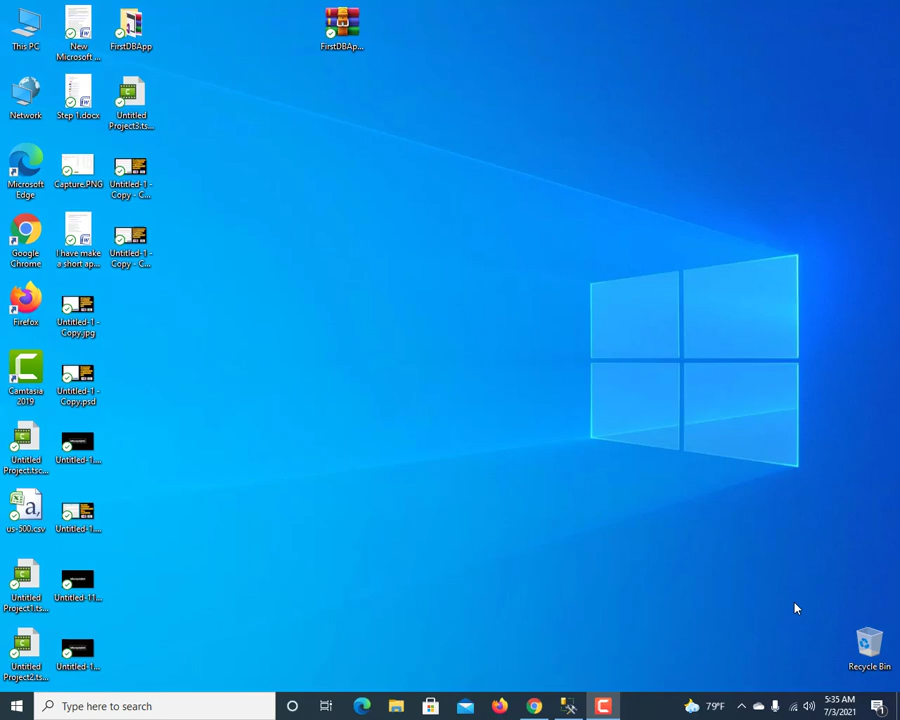 This PC
New
Microsoft ...
FirstDBApp
FirstDBAp...
Network
Step 1.docx
Untitled
Project3.ts...
Microsoft
Edge
Capture.PNG
Untitled-1 -
Copy - C...
Google
Chrome
I have make
a short ap...
Untitled-1 -
Copy - C...
Firefox
Untitled-1 -
Copy.jpg
Camtasia
2019
Untitled-1 -
Copy.psd
Untitled
Project.tsc...
Untitled-1....
us-500.csv
Untitled-1....
Untitled
Project1.ts...
Untitled-11...
Untitled
Project2.ts...
Untitled-1...
Recycle Bin
Type here to search
79°F
5:35 AM
7/3/2021
1